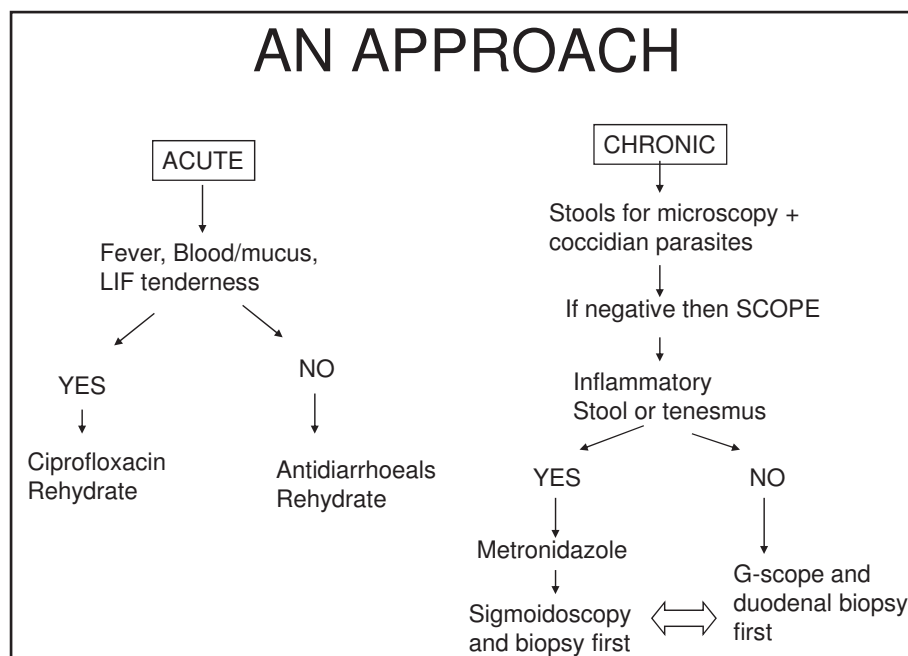 AN APPROACH
ACUTE
Fever, Blood/mucus,
LIF tenderness
YES
Ciprofloxacin
Rehydrate
NO
Antidiarrhoeals
Rehydrate
CHRONIC
Stools for microscopy +
coccidian parasites
If negative then SCOPE
Inflammatory
Stool or tenesmus
YES
Metronidazole
Sigmoidoscopy
and biopsy first
NO
G-scope and
duodenal biopsy
first